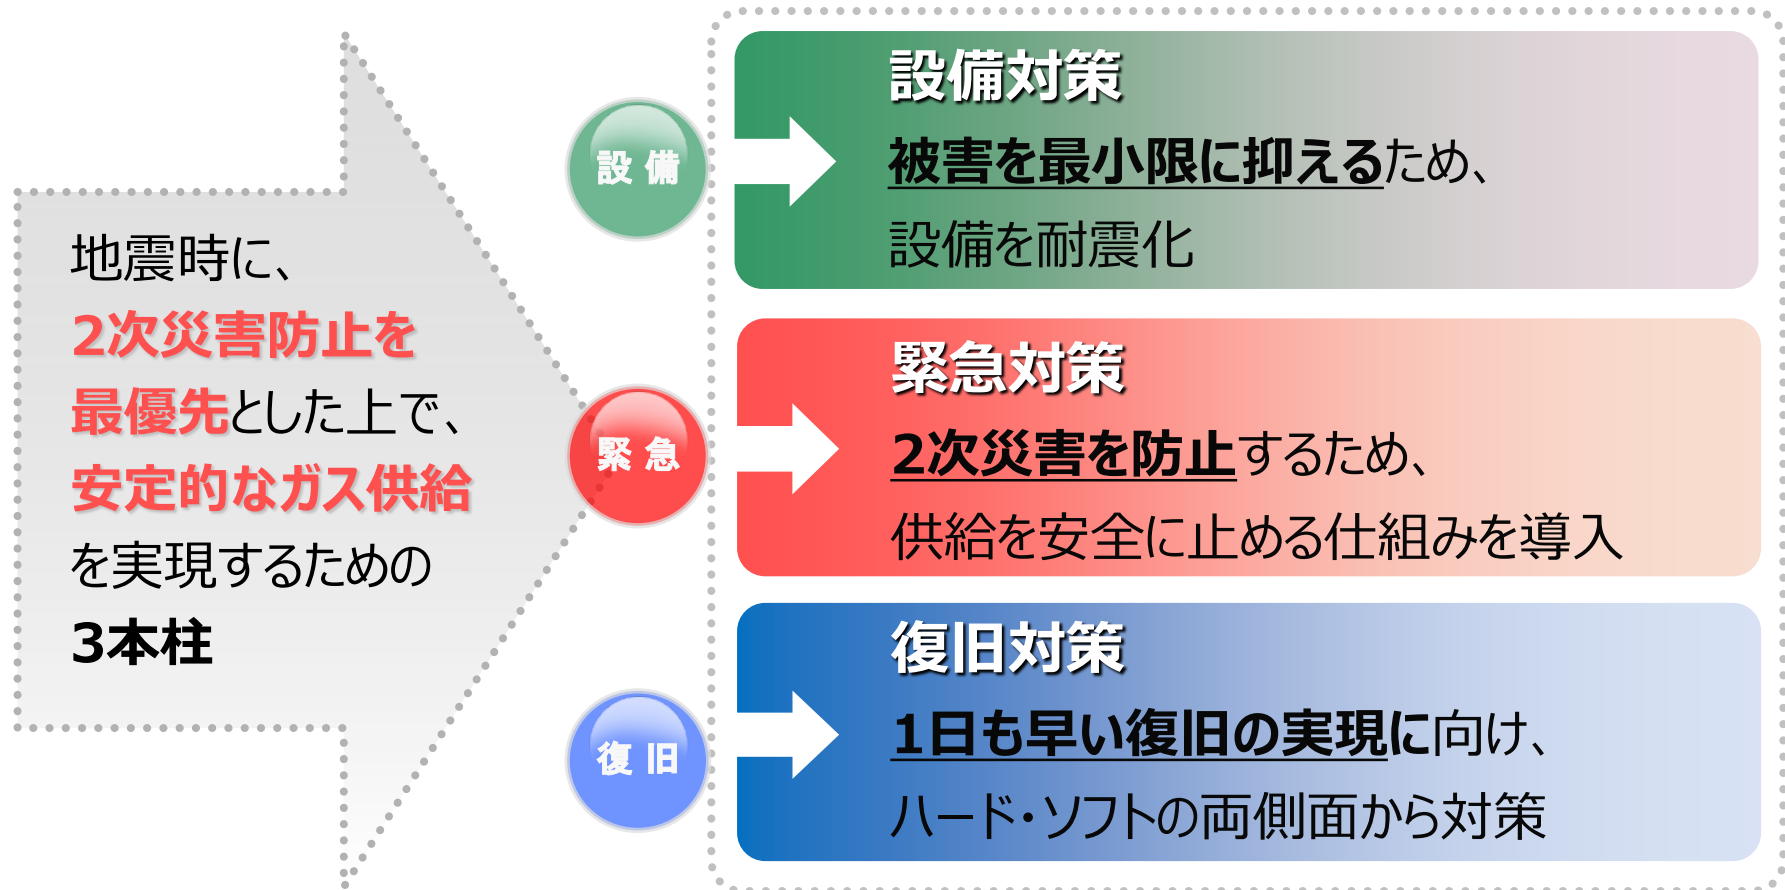 地震時に、
2次災害防止を
最優先とした上で、
安定的なガス供給
を実現するための
3本柱
設備
設備対策
被害を最小限に抑えるため、
設備を耐震化
緊急
緊急対策
2次災害を防止するため、
供給を安全に止める仕組みを導入
復旧
復旧対策
1日も早い復旧の実現に向け、
ハード・ソフトの両側面から対策